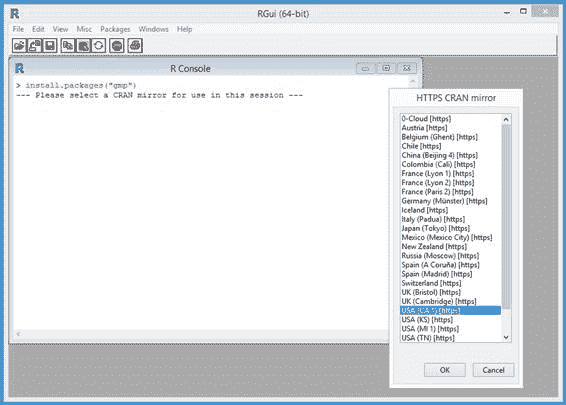 RGui (64-bit)
File Edit View Misc Packages Windows Help
STOP
R Console
> install.packages("gmp")
--- Please select a CRAN mirror for use in this session ---
HTTPS CRAN mirror
0-Cloud [https]
Austria [https]
Belgium (Ghent) [https]
Chile [https]
China (Beijing 4) [https]
Colombia (Cali) [https]
France (Lyon 1) [https]
France (Lyon 2) [https]
France (Paris 2) [https]
Germany (Münster) [https]
Iceland [https]
Italy (Padua) [https]
Japan (Tokyo) [https]
Mexico (Mexico City) [https]
New Zealand [https]
Russia (Moscow) [https]
Spain (A Coruña) [https]
Spain (Madrid) [https]
Switzerland [https]
UK (Bristol) [https]
UK (Cambridge) [https]
USA (CA 1) [https]
USA (KS) [https]
USA (MI 1) [https]
USA (TN) [https]
OK Cancel